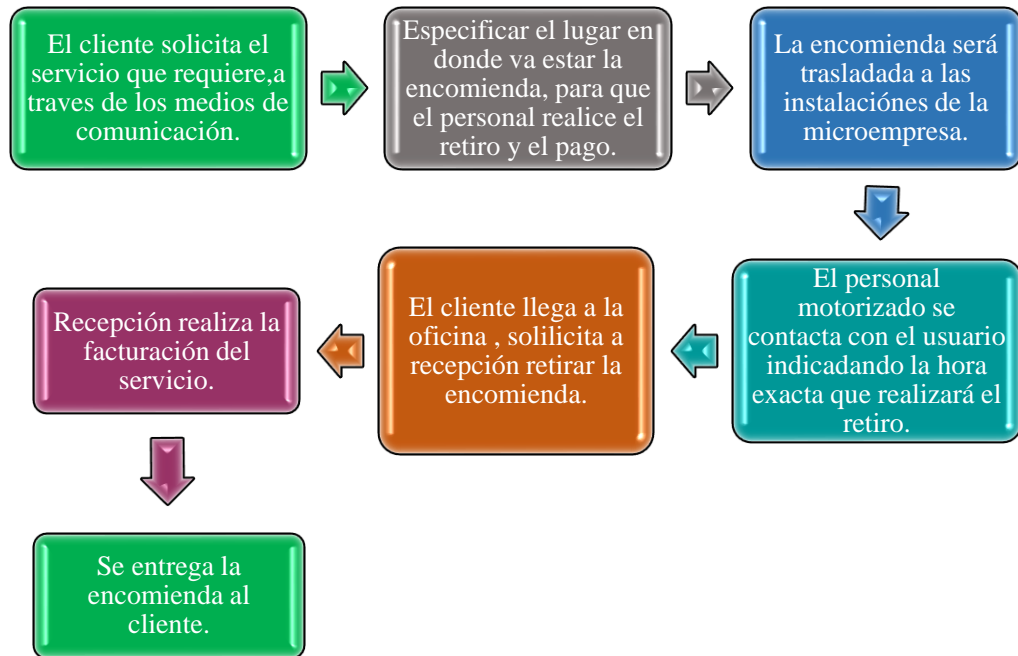 El cliente solicita el
servicio que requiere,a
traves de los medios de
comunicación.
Especificar el lugar en
donde va estar la
encomienda, para que
el personal realice el
retiro y el pago.
La encomienda será
trasladada a las
instalaciónes de la
microempresa.
El personal
motorizado se
contacta con el usuario
indicadando la hora
exacta que realizará el
retiro.
El cliente llega a la
oficina , solilicita a
recepción retirar la
encomienda.
Recepción realiza la
facturación del
servicio.
Se entrega la
encomienda al
cliente.